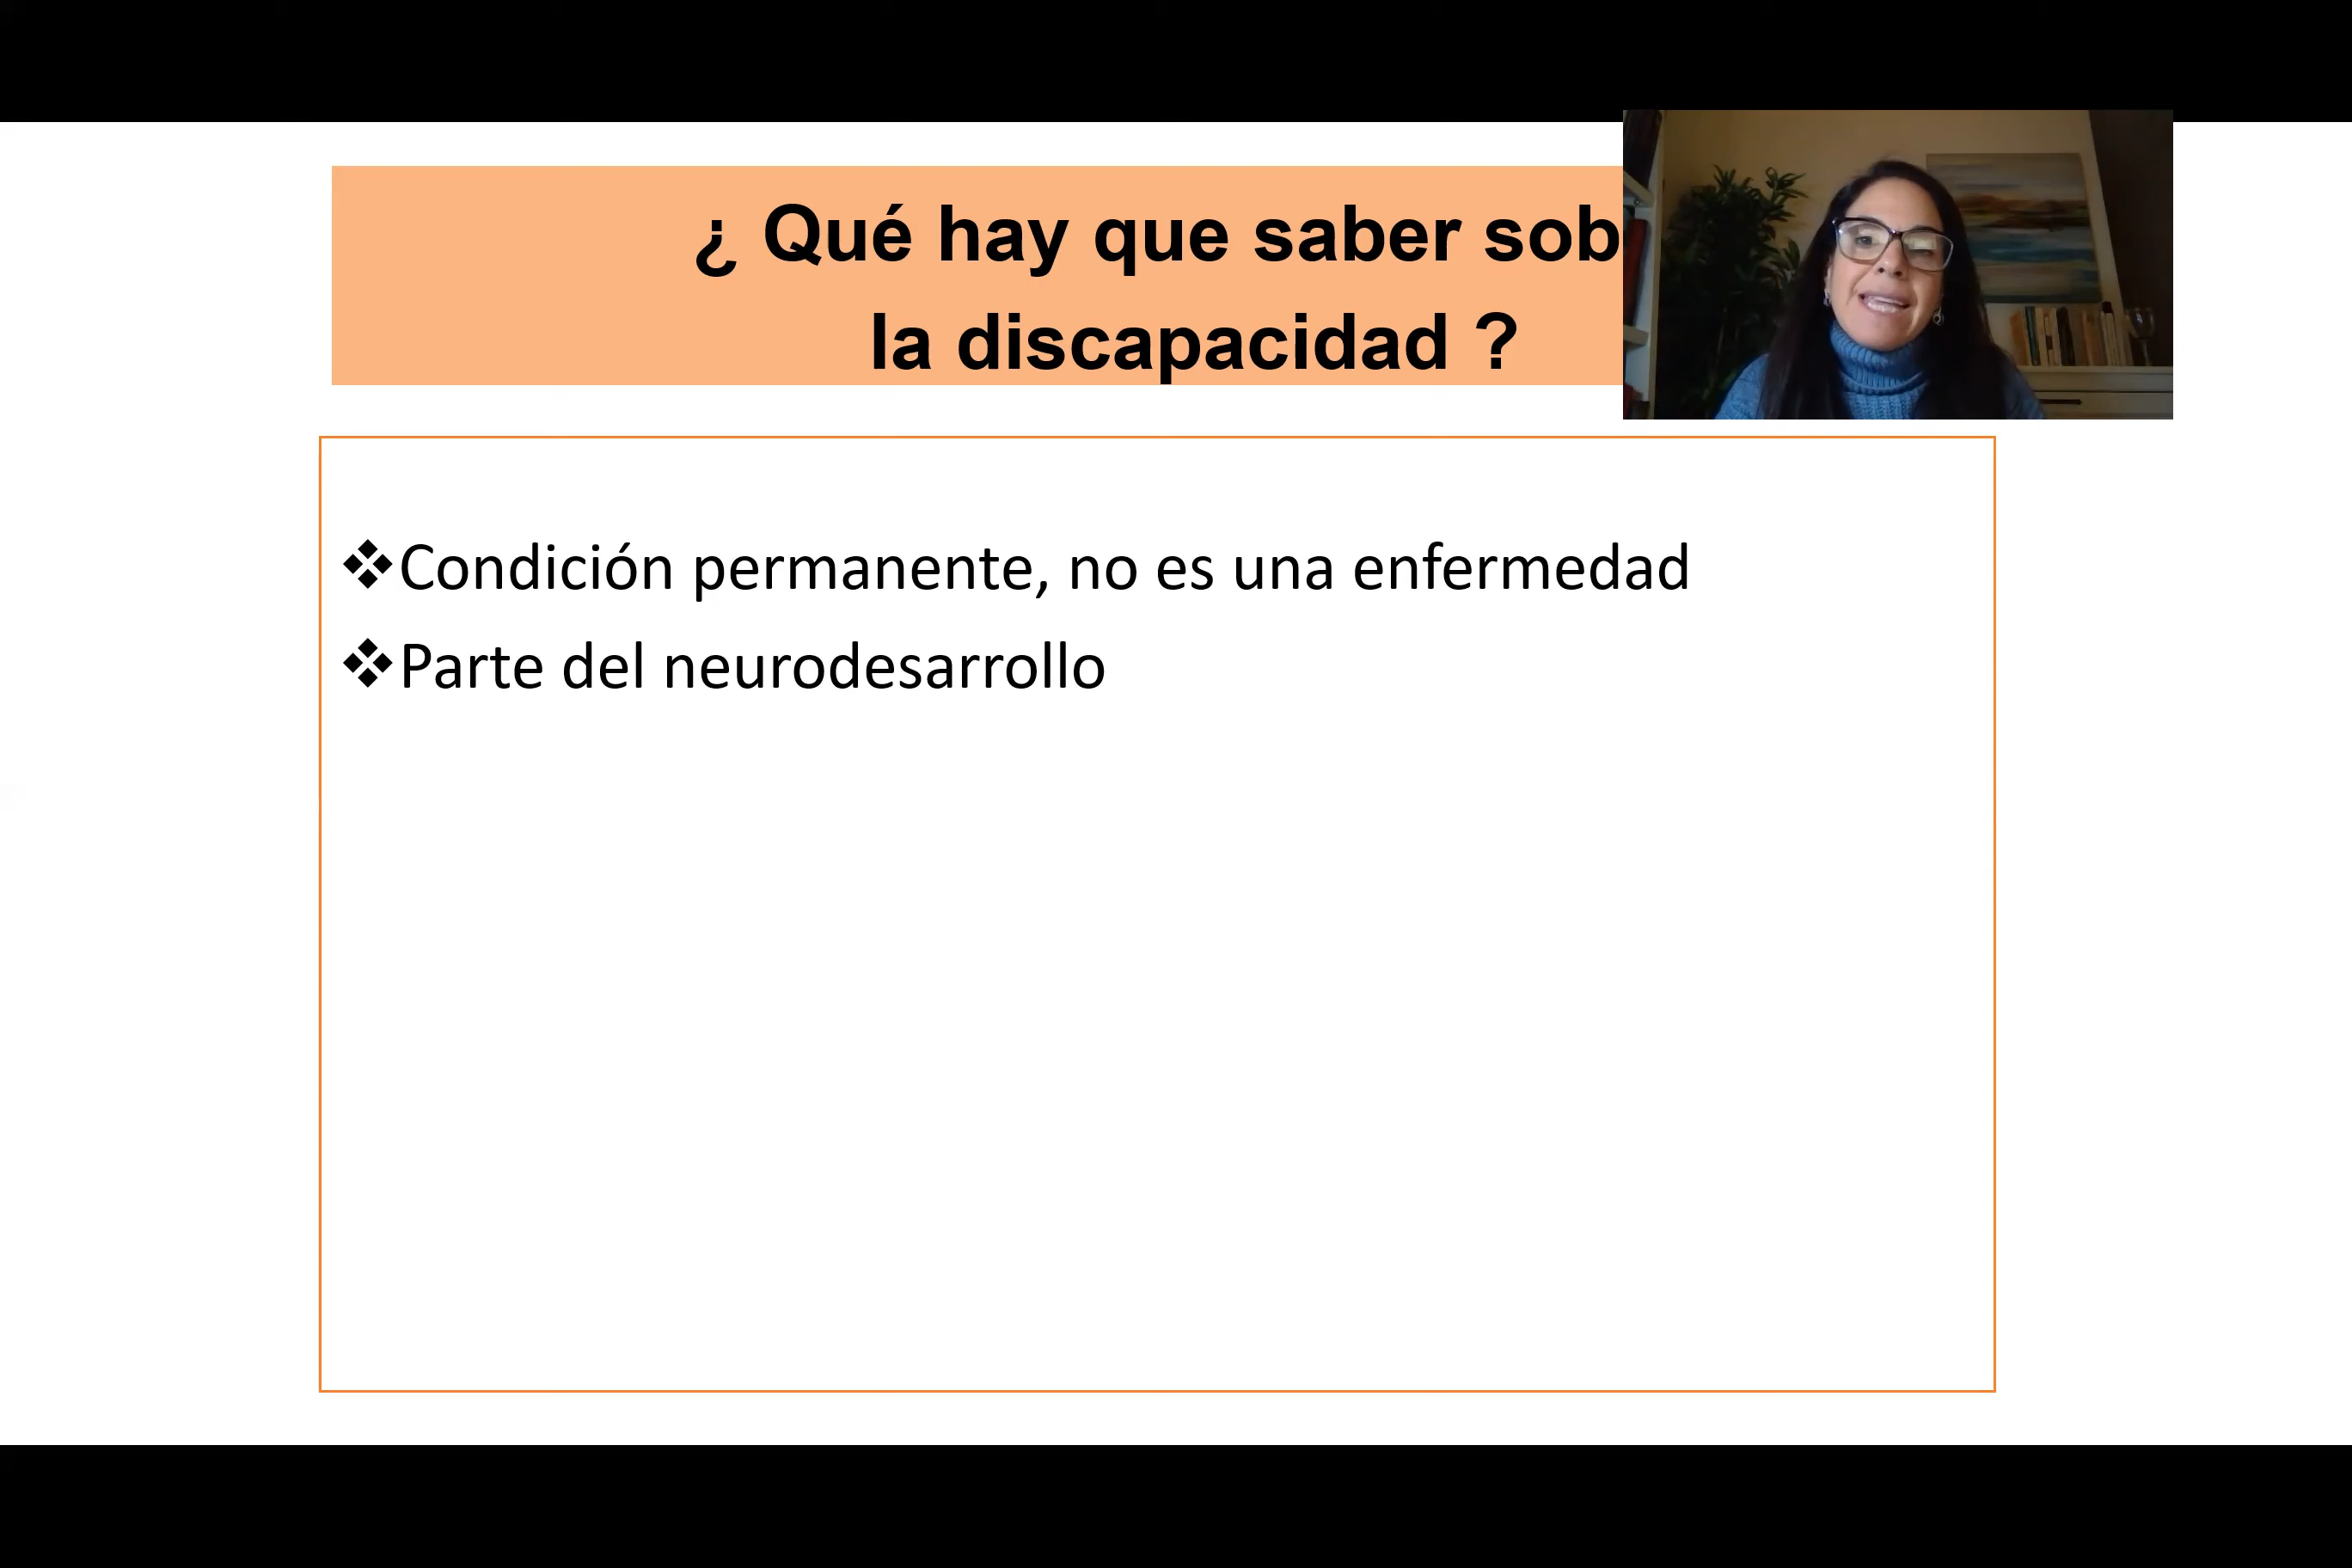 ¿ Qué hay que saber sob
la discapacidad ?
❖Condición permanente, no es una enfermedad
❖Parte del neurodesarrollo